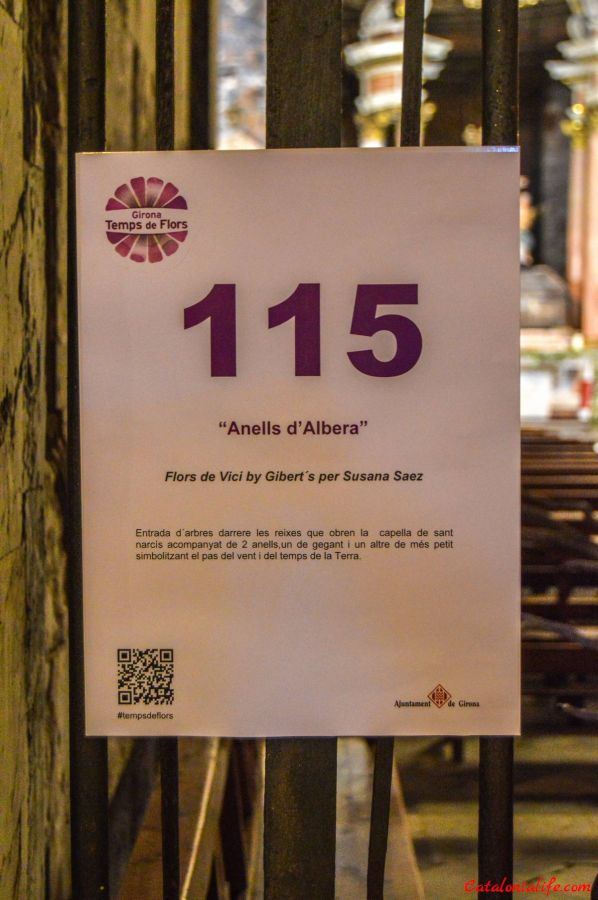 Girona
Temps de Flors
115
“Anells d’Albera”
Flors de Vici by Gibert´s per Susana Saez
Entrada d´arbres darrere les reixes que obren la capella de sant
narcis acompanyat de 2 anells,un de gegant i un altre de més petit
simbolitzant el pas del vent i del temps de la Terra.
#tempsdeflors
Ajuntament de Girona
Catalonialife.com